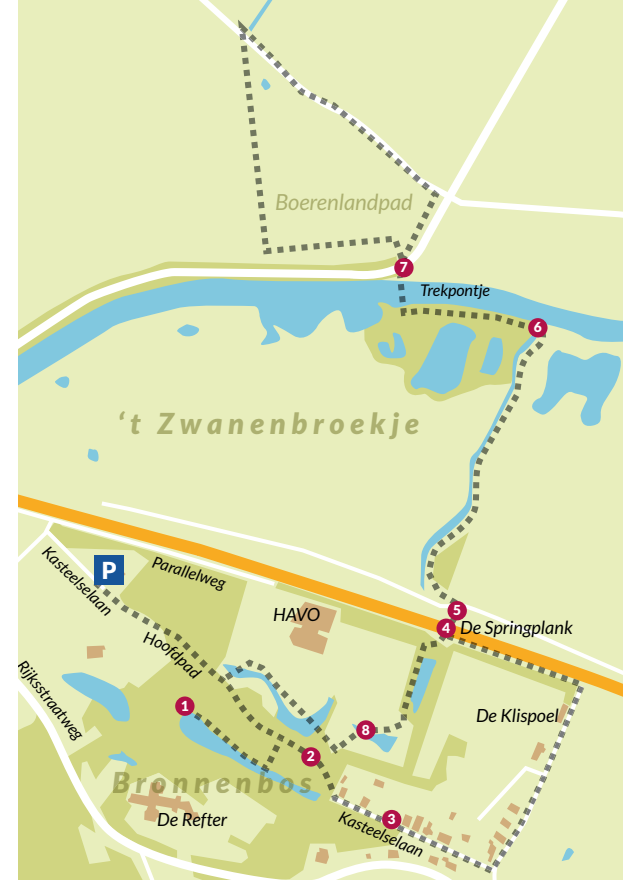 Boerenlandpad
7
Trekpontje
6
‘t Zwanenbroekje
P
Parallelweg
Kasteelselaan
5
HAVO
4 De Springplank
Hoofdpad
Rijksstraatweg
1
De Klispoel
8
2
Bronnenbos
3
De Refter
Kasteelselaan